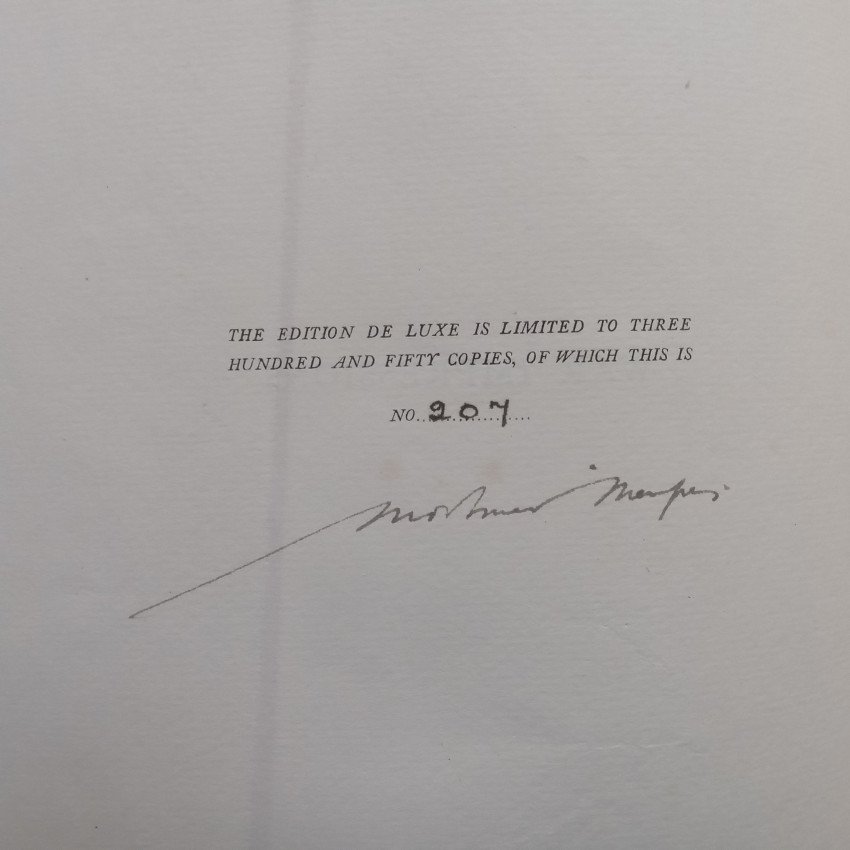 THE EDITION DE LUXE IS LIMITED TO THREE
HUNDRED AND FIFTY COPIES, OF WHICH THIS IS
NO. 207
Mortimer Menpes